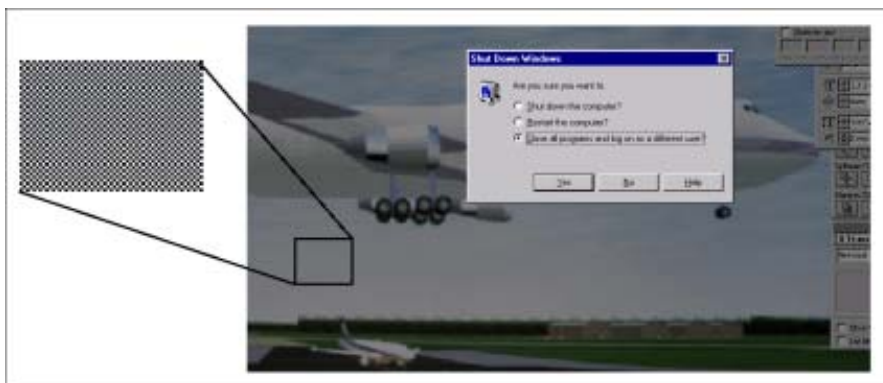 Shut Down Windows
Are you sure you want to:
Shut down the computer?
Restart the computer?
Close all programs and log on as a different user?
Yes
No
Help